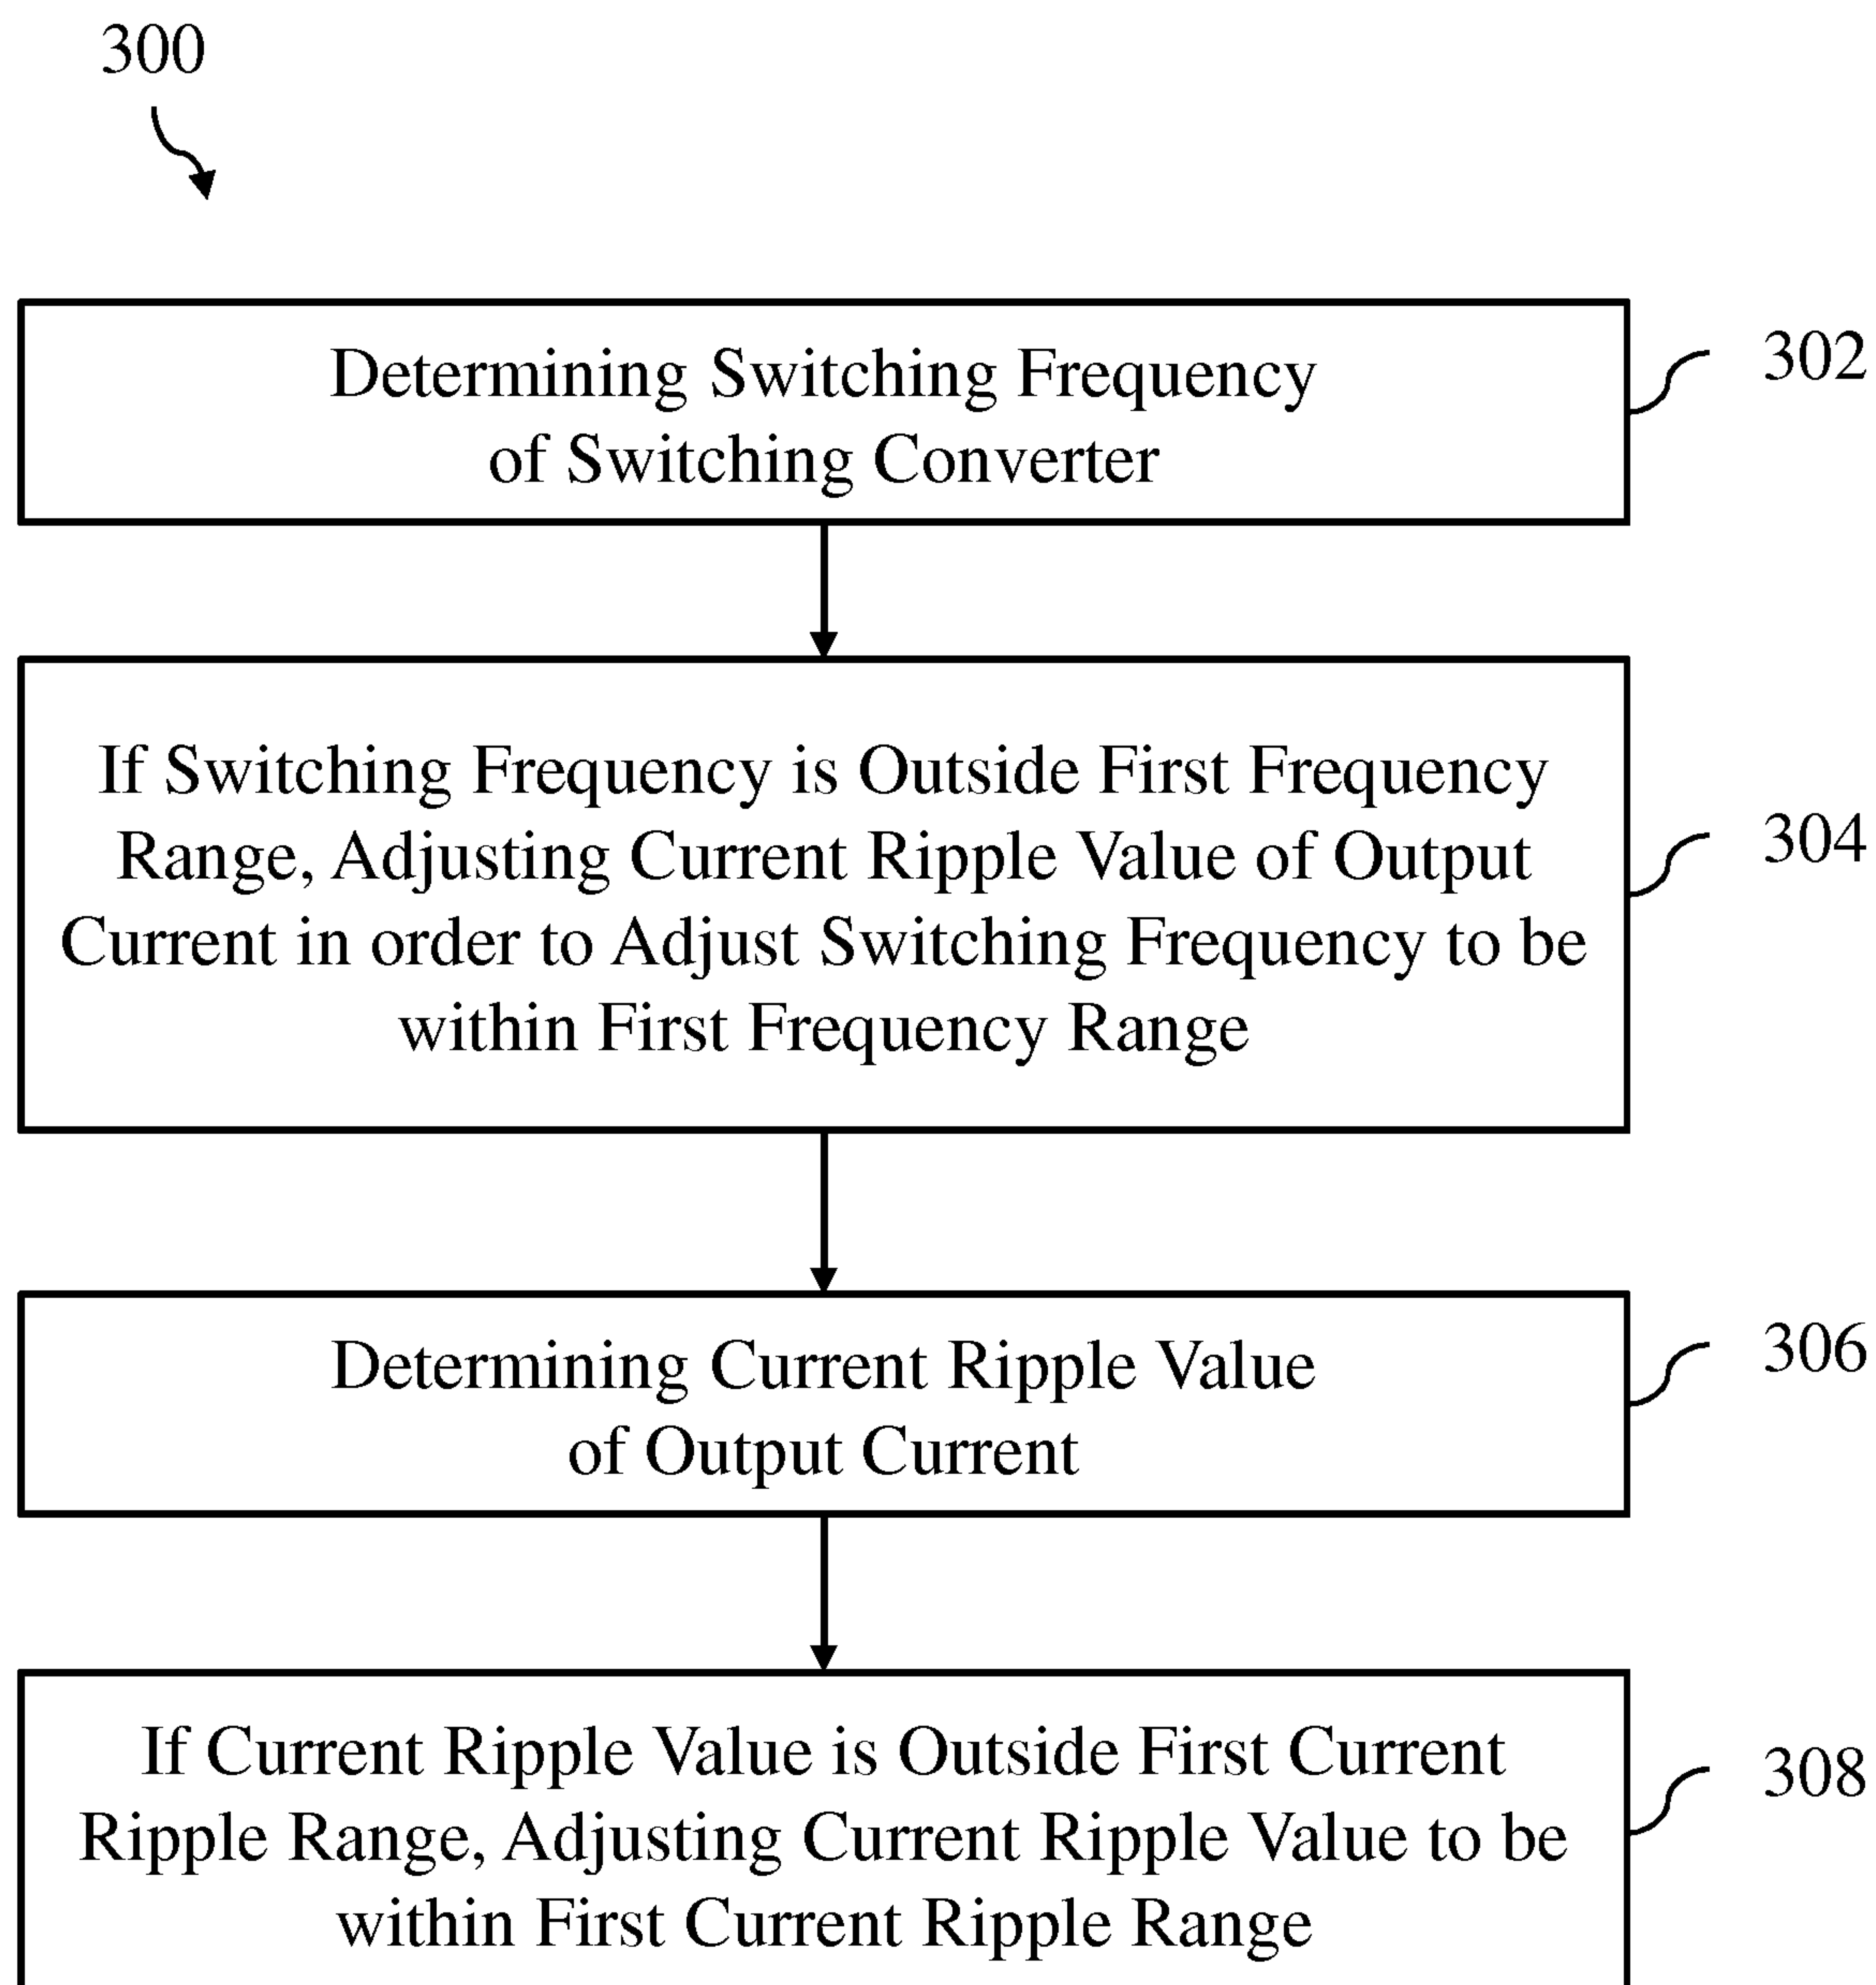 300
Determining Switching Frequency
of Switching Converter
302
If Switching Frequency is Outside First Frequency
Range, Adjusting Current Ripple Value of Output
Current in order to Adjust Switching Frequency to be
within First Frequency Range
304
Determining Current Ripple Value
of Output Current
306
If Current Ripple Value is Outside First Current
Ripple Range, Adjusting Current Ripple Value to be
within First Current Ripple Range
308